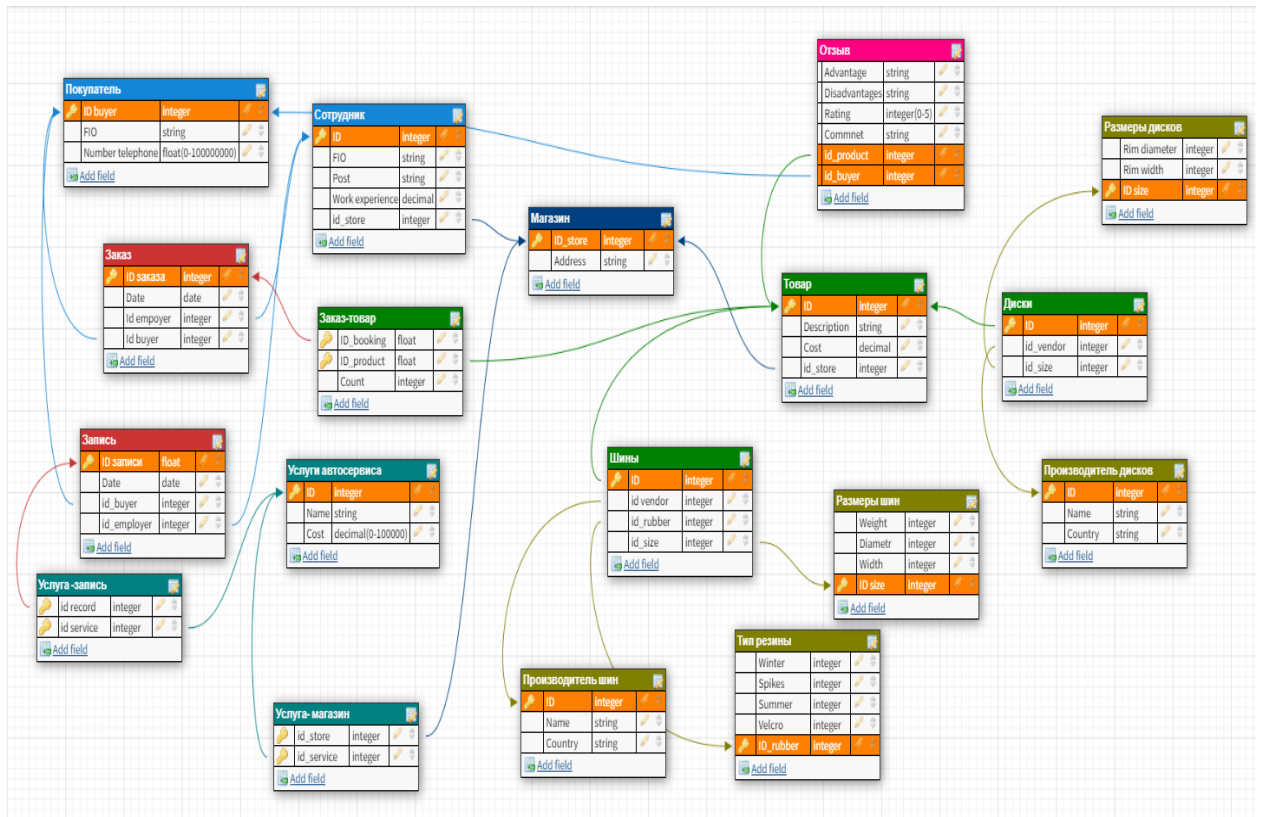 Покупатель
ID buyer integer
FIO string
Number telephone float(0-100000000)
Add field
Сотрудник
ID integer
FIO string
Post string
Work experience decimal
id_store integer
Add field
Отзыв
Advantage string
Disadvantages string
Rating integer(0-5)
Commnet string
id_product integer
id_buyer integer
Add field
Размеры дисков
Rim diameter integer
Rim width integer
ID size integer
Add field
Магазин
ID_store integer
Address string
Add field
Заказ
ID заказа integer
Date date
Id empoyer integer
Id buyer integer
Add field
Заказ-товар
ID_booking float
ID_product float
Count integer
Add field
Товар
ID integer
Description string
Cost decimal
id_store integer
Add field
Диски
ID integer
id_vendor integer
id_size integer
Add field
Запись
ID записи float
Date date
id_buyer integer
id_employer integer
Add field
Услуги автосервиса
ID integer
Name string
Cost decimal(0-100000)
Add field
Шины
ID integer
id vendor integer
id_rubber integer
id_size integer
Add field
Размеры шин
Weight integer
Diametr integer
Width integer
ID size integer
Add field
Производитель дисков
ID integer
Name string
Country string
Add field
Услуга -запись
id record integer
id service integer
Add field
Услуга- магазин
id_store integer
id_service integer
Add field
Производитель шин
ID integer
Name string
Country string
Add field
Тип резины
Winter integer
Spikes integer
Summer integer
Velcro integer
ID_rubber integer
Add field